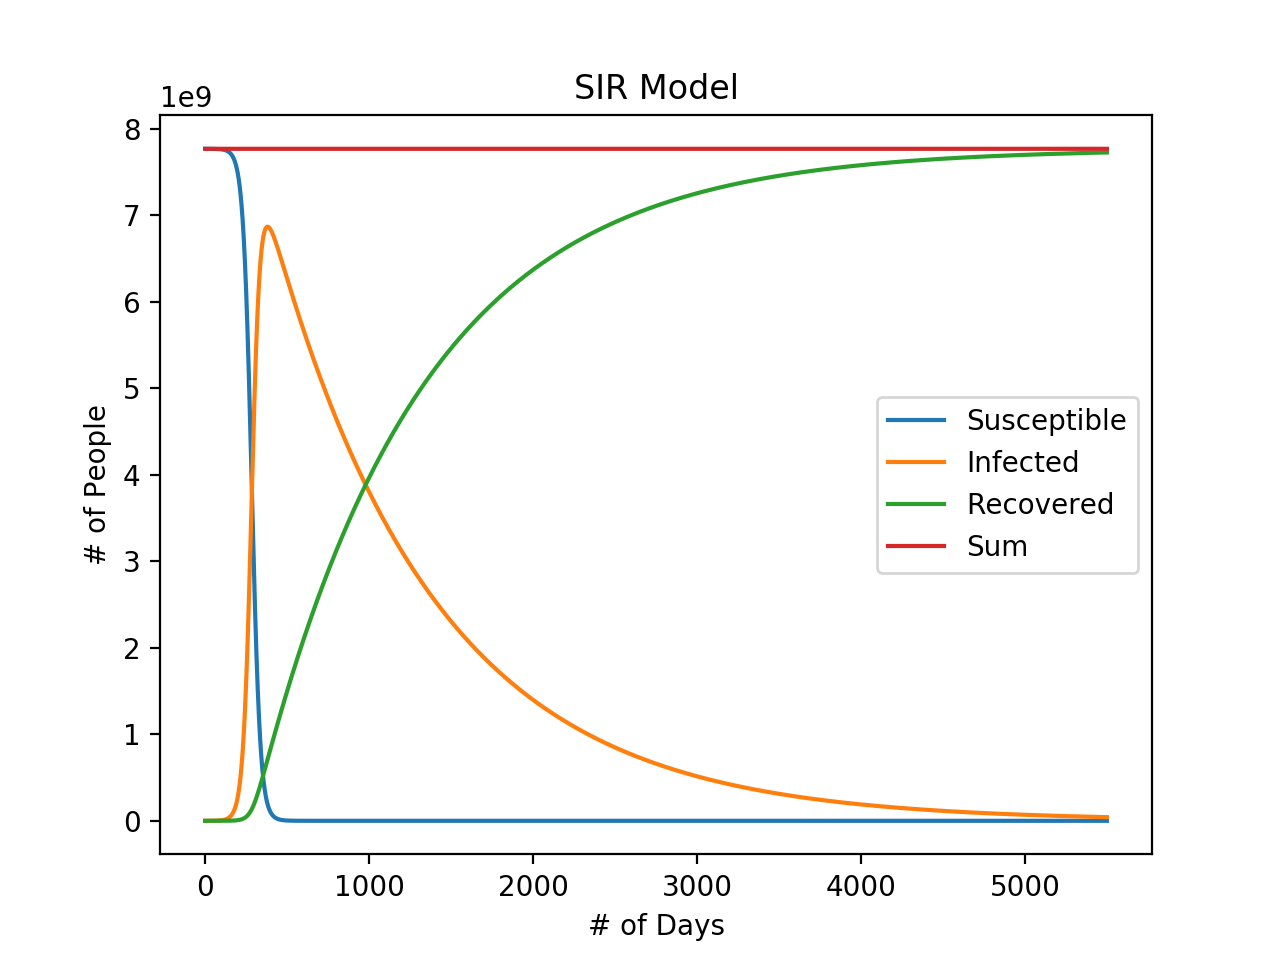 SIR Model
1e9
8
7
6
5
4
3
2
1
0
# of People
Susceptible
Infected
Recovered
Sum
0 1000 2000 3000 4000 5000
# of Days